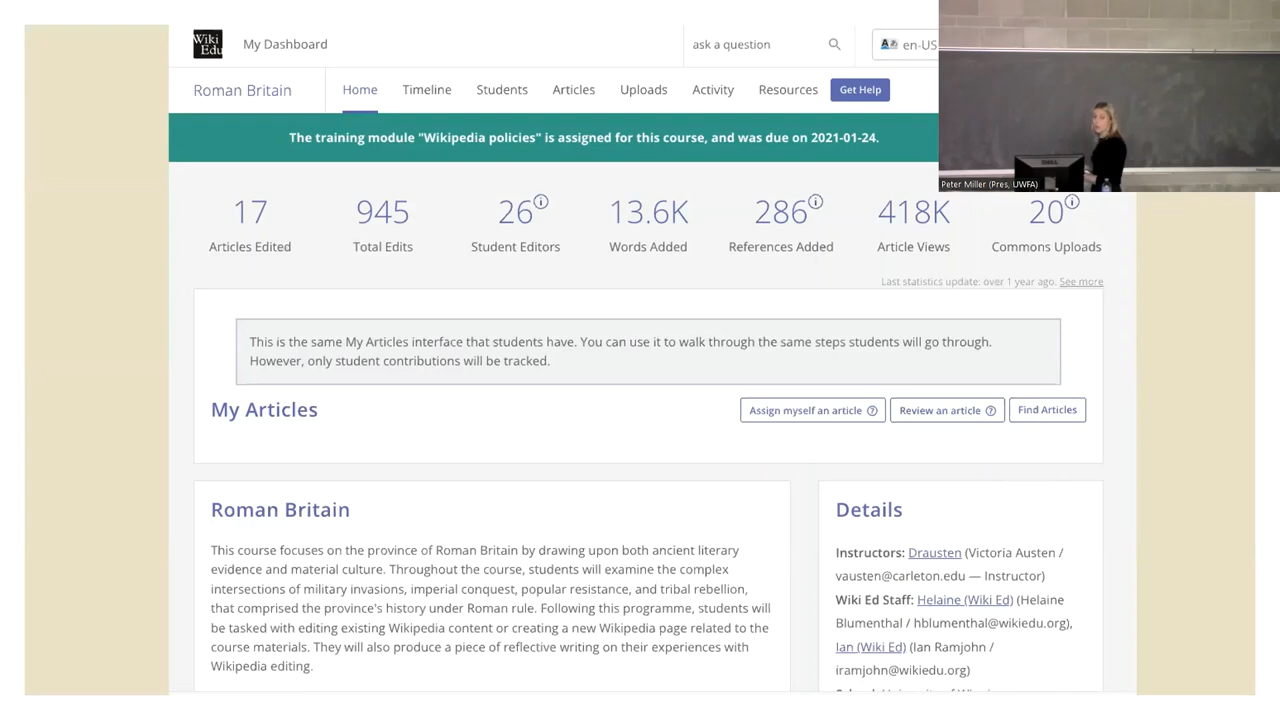 Wiki
Edu
My Dashboard
ask a question
en-US
Roman Britain
Home
Timeline
Students
Articles
Uploads
Activity
Resources
Get Help
The training module "Wikipedia policies" is assigned for this course, and was due on 2021-01-24.
DELL
Peter Miller (Pres, UWFA)
17
945
26
13.6K
286
418K
20
Articles Edited
Total Edits
Student Editors
Words Added
References Added
Article Views
Commons Uploads
Last statistics update: over 1 year ago. See more
This is the same My Articles interface that students have. You can use it to walk through the same steps students will go through.
However, only student contributions will be tracked.
My Articles
Assign myself an article
Review an article
Find Articles
Roman Britain
This course focuses on the province of Roman Britain by drawing upon both ancient literary
evidence and material culture. Throughout the course, students will examine the complex
intersections of military invasions, imperial conquest, popular resistance, and tribal rebellion,
that comprised the province's history under Roman rule. Following this programme, students will
be tasked with editing existing Wikipedia content or creating a new Wikipedia page related to the
course materials. They will also produce a piece of reflective writing on their experiences with
Wikipedia editing.
Details
Instructors: Drausten (Victoria Austen /
vausten@carleton.edu — Instructor)
Wiki Ed Staff: Helaine (Wiki Ed) (Helaine
Blumenthal / hblumenthal@wikiedu.org),
Ian (Wiki Ed) (Ian Ramjohn /
iramjohn@wikiedu.org)